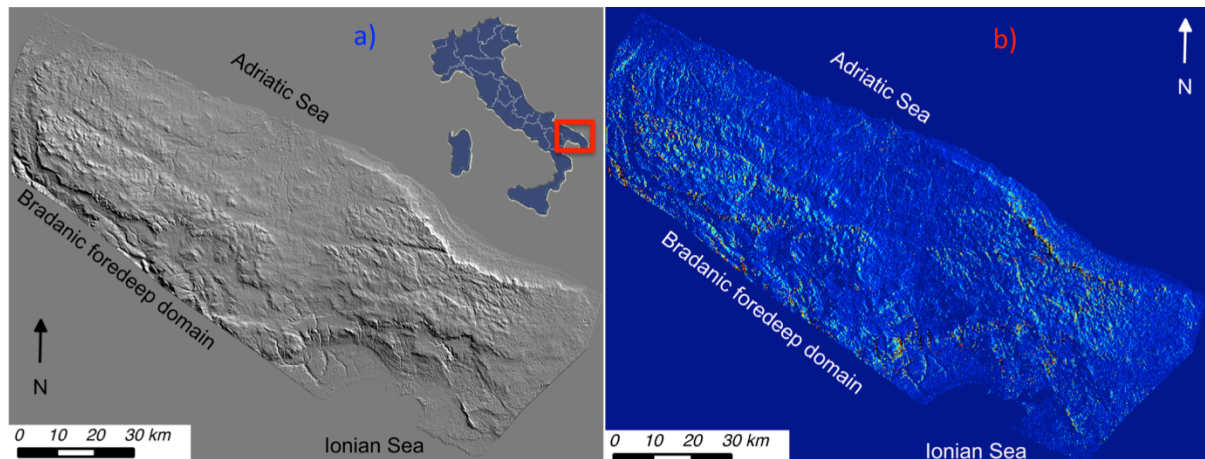 a)
Adriatic Sea
Bradanic foredeep domain
N
0 10 20 30 km
Ionian Sea
b)
N
Adriatic Sea
Bradanic foredeep domain
0 10 20 30 km
Ionian Sea